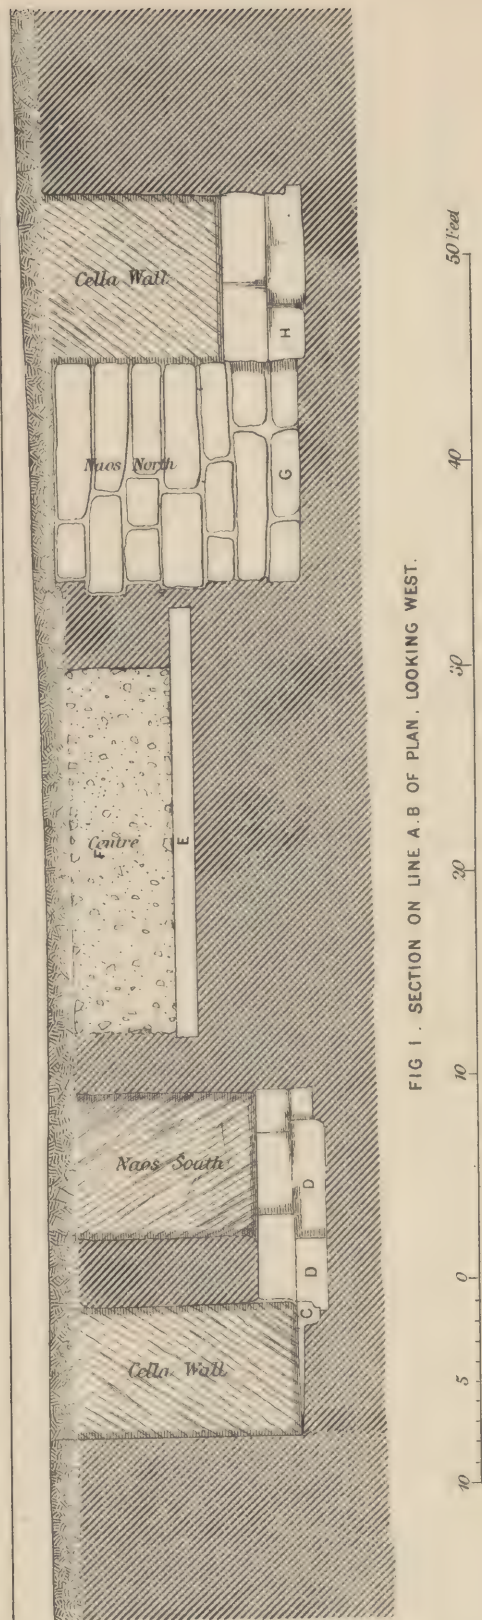 Cella Wall
Naos South
Centre
Naos North
Cella Wall
C
D
D
E
F
G
H
FIG 1. SECTION ON LINE A.B OF PLAN, LOOKING WEST.
10 5 0 10 20 30 40 50 Feet